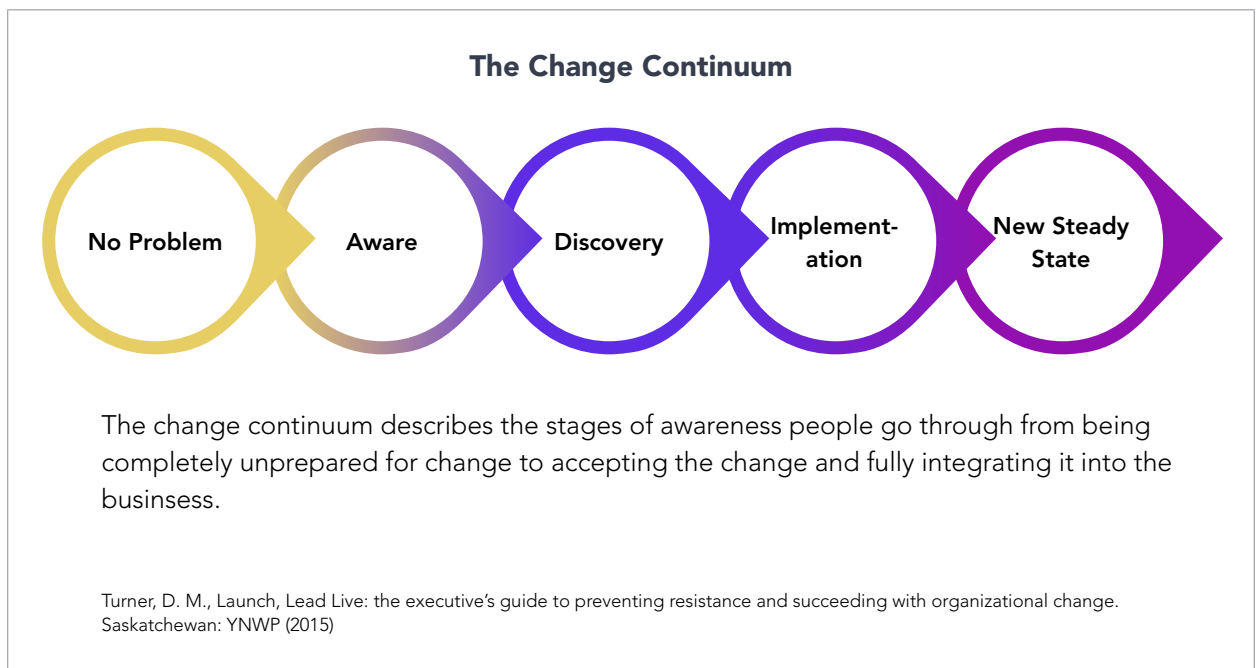 The Change Continuum
No Problem
Aware
Discovery
Implement-
ation
New Steady
State
The change continuum describes the stages of awareness people go through from being
completely unprepared for change to accepting the change and fully integrating it into the
businsess.
Turner, D. M., Launch, Lead Live: the executive’s guide to preventing resistance and succeeding with organizational change.
Saskatchewan: YNWP (2015)